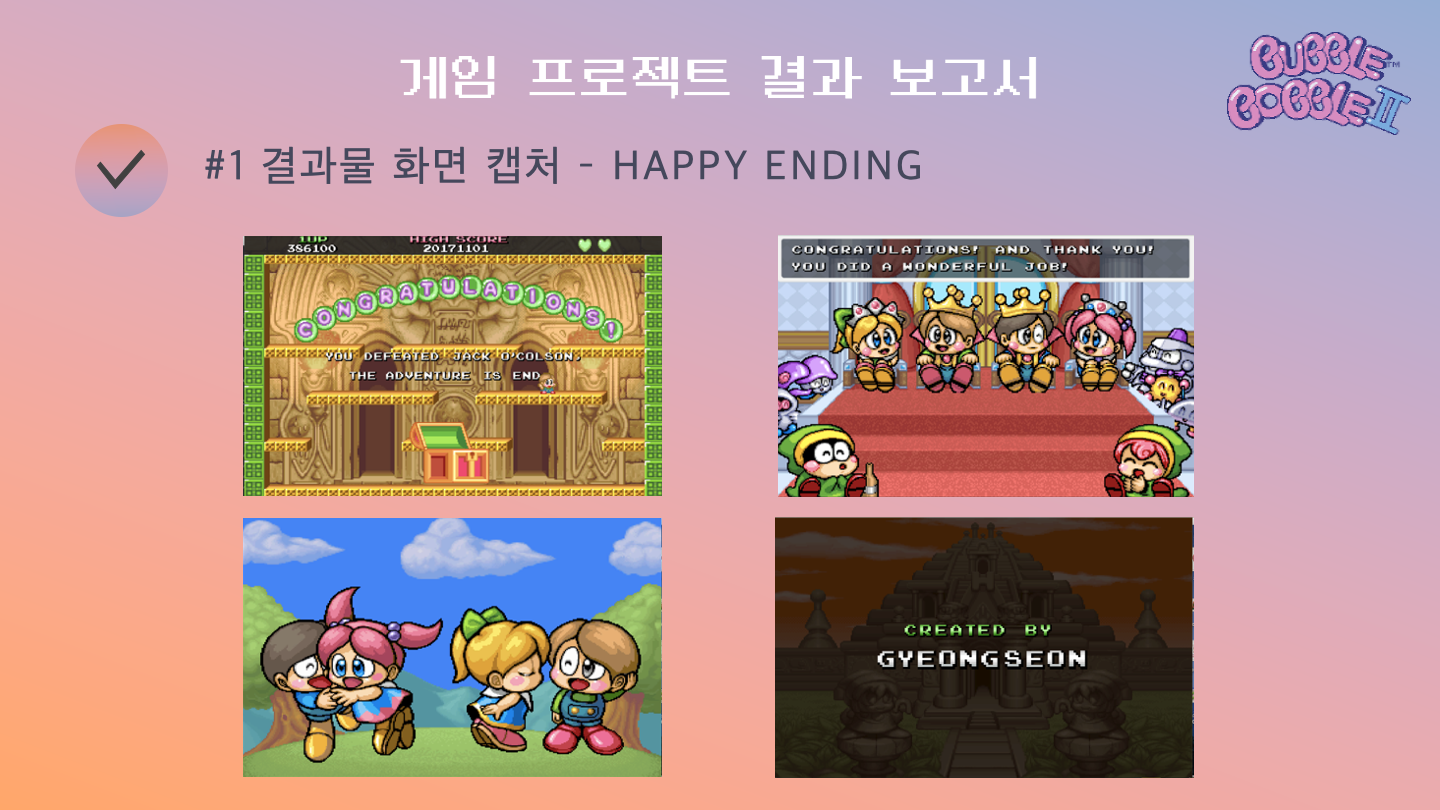 게임 프로젝트 결과 보고서
BUBBLE™
BOBBLE II
#1 결과물 화면 캡처 - HAPPY ENDING
1UP HIGH SCORE
386100 20171101
CONGRATULATIONS!
YOU DEFEATED JACK O'COLSON.
THE ADVENTURE IS END
CONGRATULATIONS! AND THANK YOU!
YOU DID A WONDERFUL JOB!
CREATED BY
GYEONGSEON